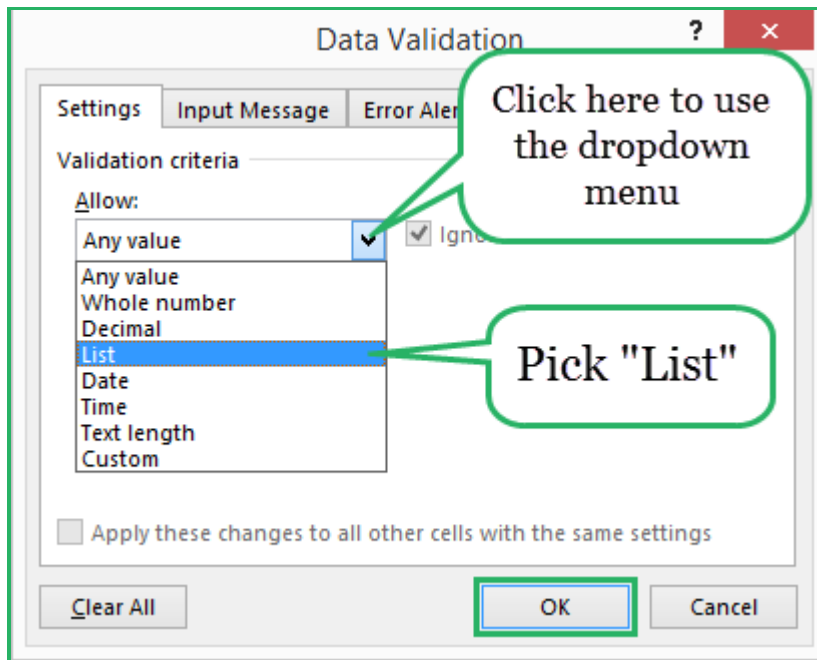 Data Validation ?
Settings Input Message Error Aler
Click here to use
the dropdown
menu
Validation criteria
Allow:
Any value
Any value
Whole number
Decimal
List
Date
Time
Text length
Custom
Pick "List"
Apply these changes to all other cells with the same settings
Clear All OK Cancel